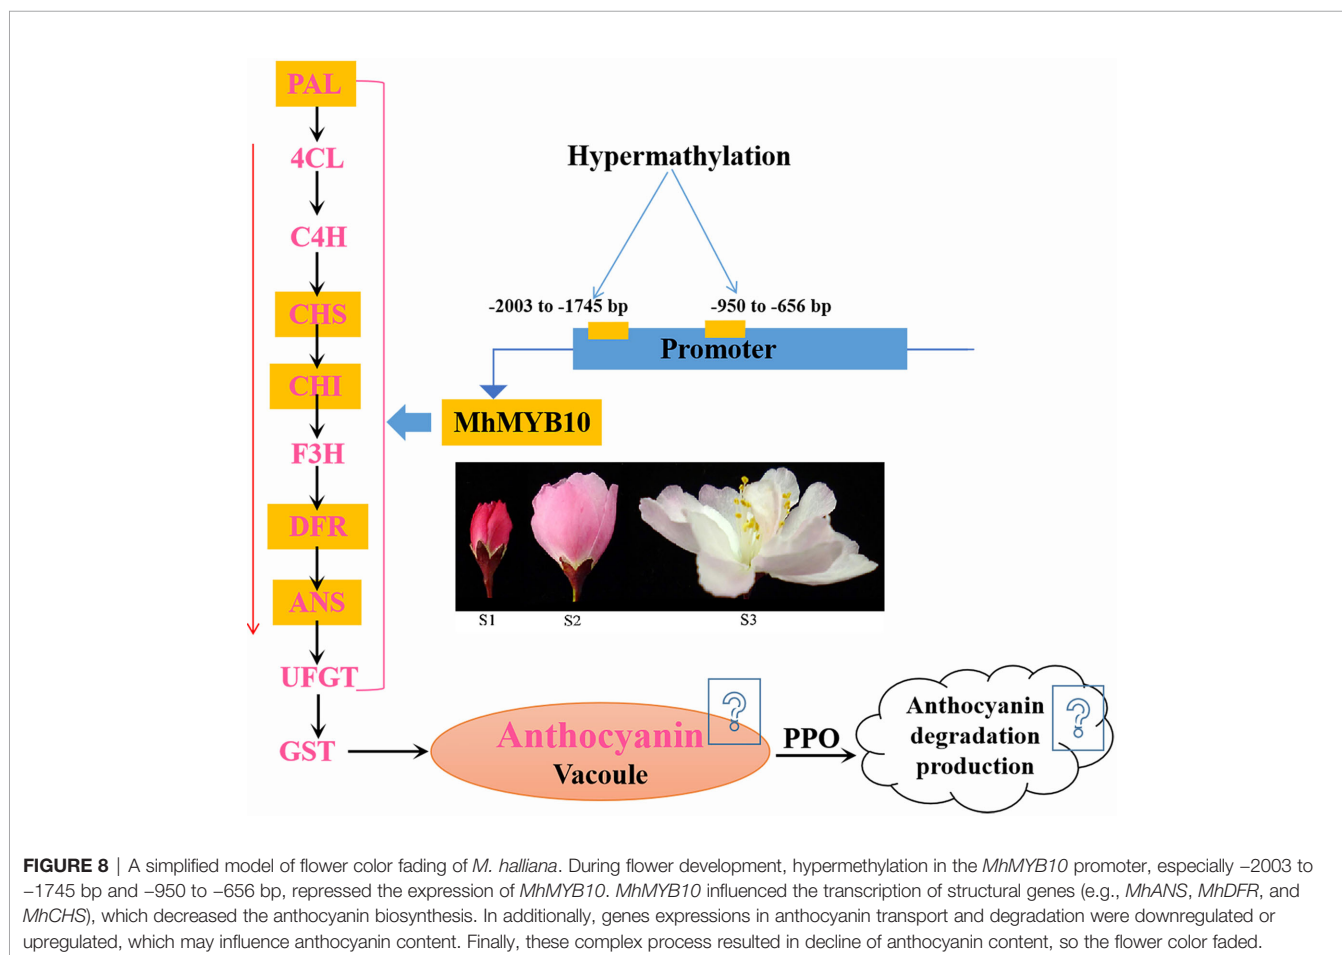 PAL
4CL
C4H
CHS
CHI
F3H
DFR
ANS
UFGT
GST
Hypermathylation
-2003 to -1745 bp
-950 to -656 bp
Promoter
MhMYB10
S1
S2
S3
Anthocyanin
Vacoule
?
PPO
Anthocyanin
degradation
production
?
FIGURE 8 | A simplified model of flower color fading of M. halliana. During flower development, hypermethylation in the MhMYB10 promoter, especially −2003 to
−1745 bp and −950 to −656 bp, repressed the expression of MhMYB10. MhMYB10 influenced the transcription of structural genes (e.g., MhANS, MhDFR, and
MhCHS), which decreased the anthocyanin biosynthesis. In additionally, genes expressions in anthocyanin transport and degradation were downregulated or
upregulated, which may influence anthocyanin content. Finally, these complex process resulted in decline of anthocyanin content, so the flower color faded.